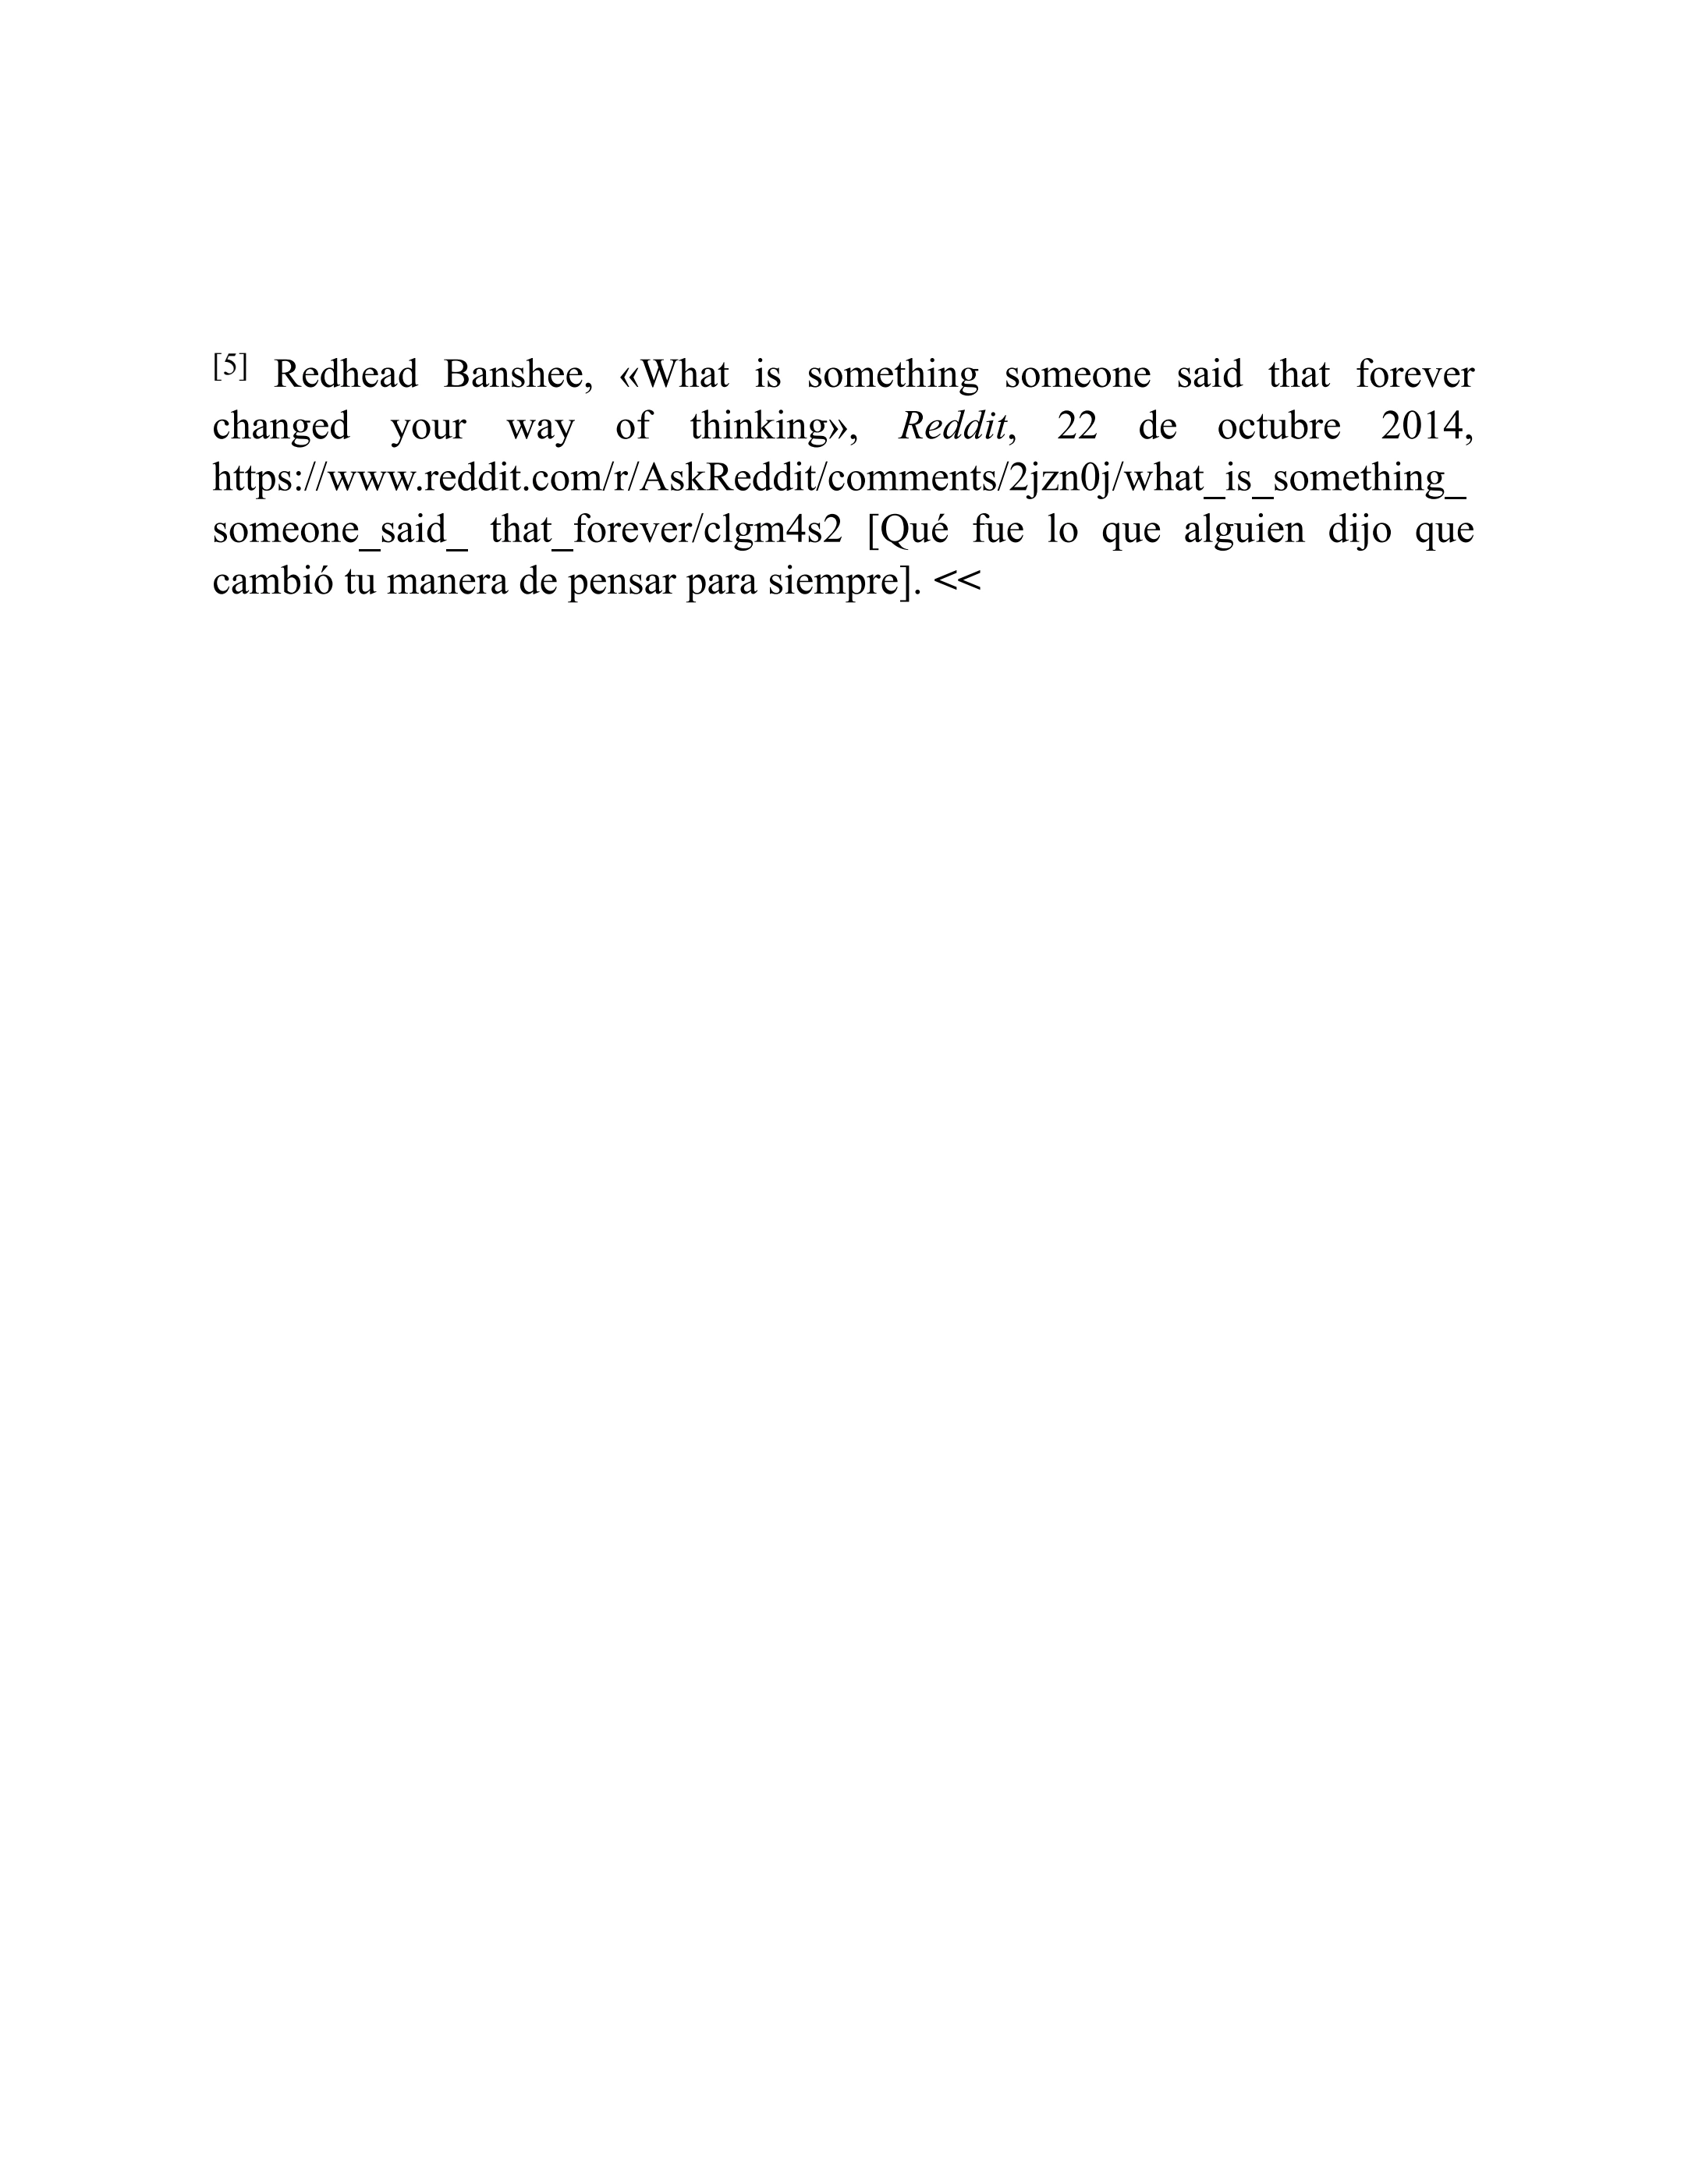 [5] Redhead Banshee, «What is something someone said that forever
changed your way of thinking», Reddit, 22 de octubre 2014,
https://www.reddit.com/r/AskReddit/comments/2jzn0j/what_is_something_
someone_said_ that_forever/clgm4s2 [Qué fue lo que alguien dijo que
cambió tu manera de pensar para siempre]. <<